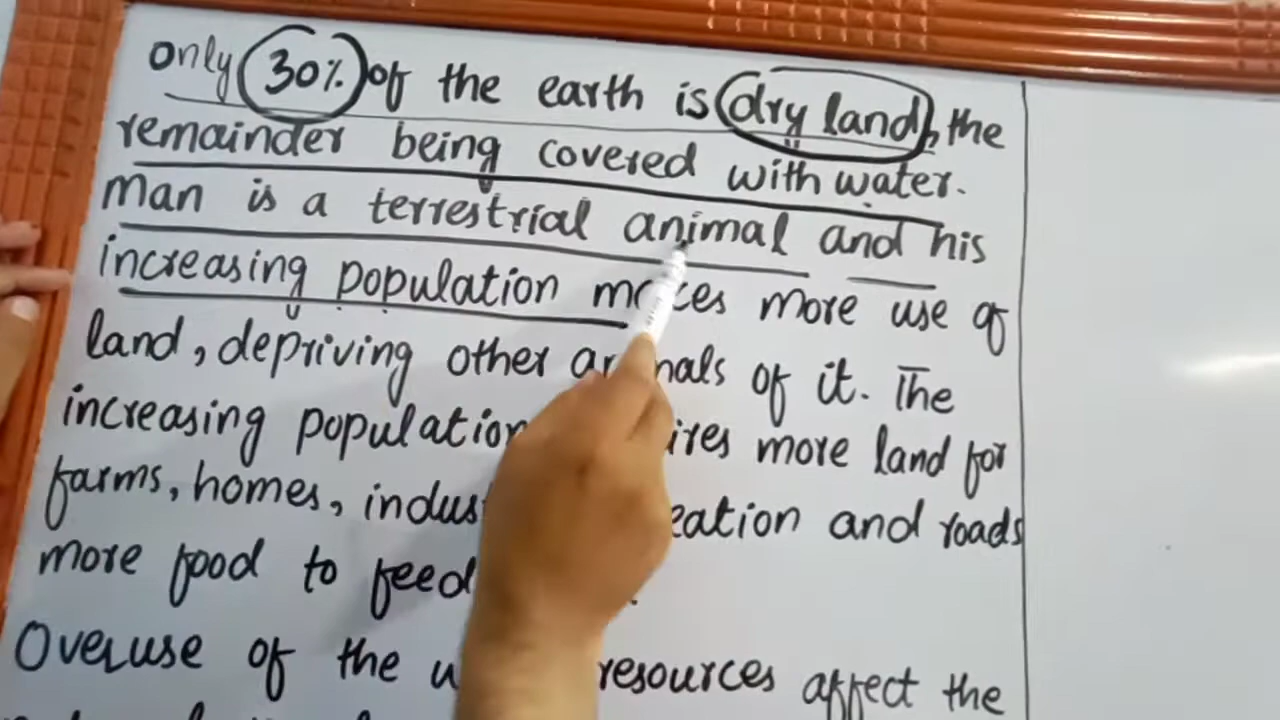 only 30% of the earth is dry land, the
remainder being covered with water.
Man is a terrestrial animal and his
increasing population makes more use of
land, depriving other animals of it. The
increasing population more land for
farms, homes, and roads
more food to feed
Overuse of the resources affect the